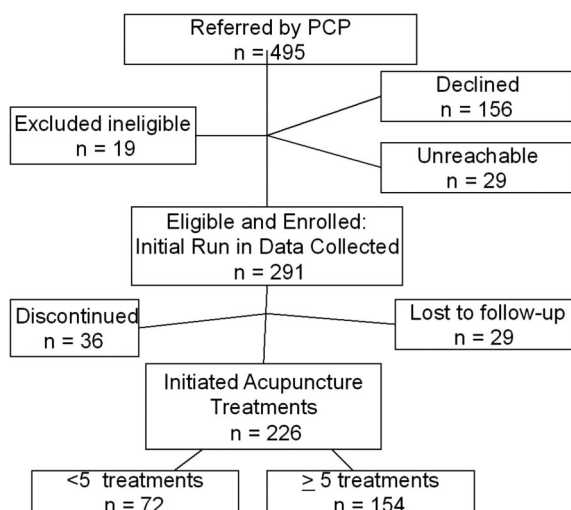 Referred by PCP
n = 495
Declined
n = 156
Excluded ineligible
n = 19
Unreachable
n = 29
Eligible and Enrolled:
Initial Run in Data Collected
n = 291
Discontinued
n = 36
Lost to follow-up
n = 29
Initiated Acupuncture
Treatments
n = 226
<5 treatments
n = 72
≥ 5 treatments
n = 154